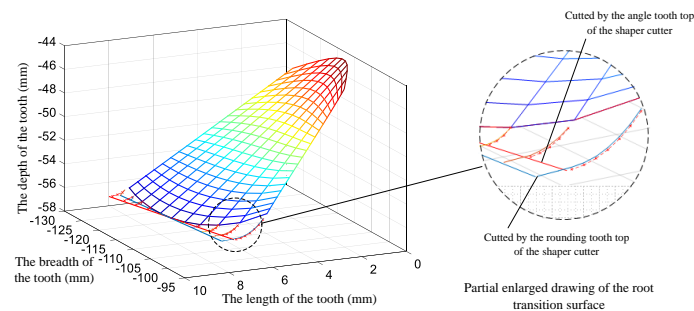 Cutted by the angle tooth top
of the shaper cutter
-44
-46
-48
-50
-52
-54
-56
-58
The depth of the tooth (mm)
-130
-125
-120
-115
-110
-105
-100
-95
The breadth of
the tooth (mm)
10
8
6
4
2
0
The length of the tooth (mm)
Cutted by the rounding tooth top
of the shaper cutter
Partial enlarged drawing of the root
transition surface